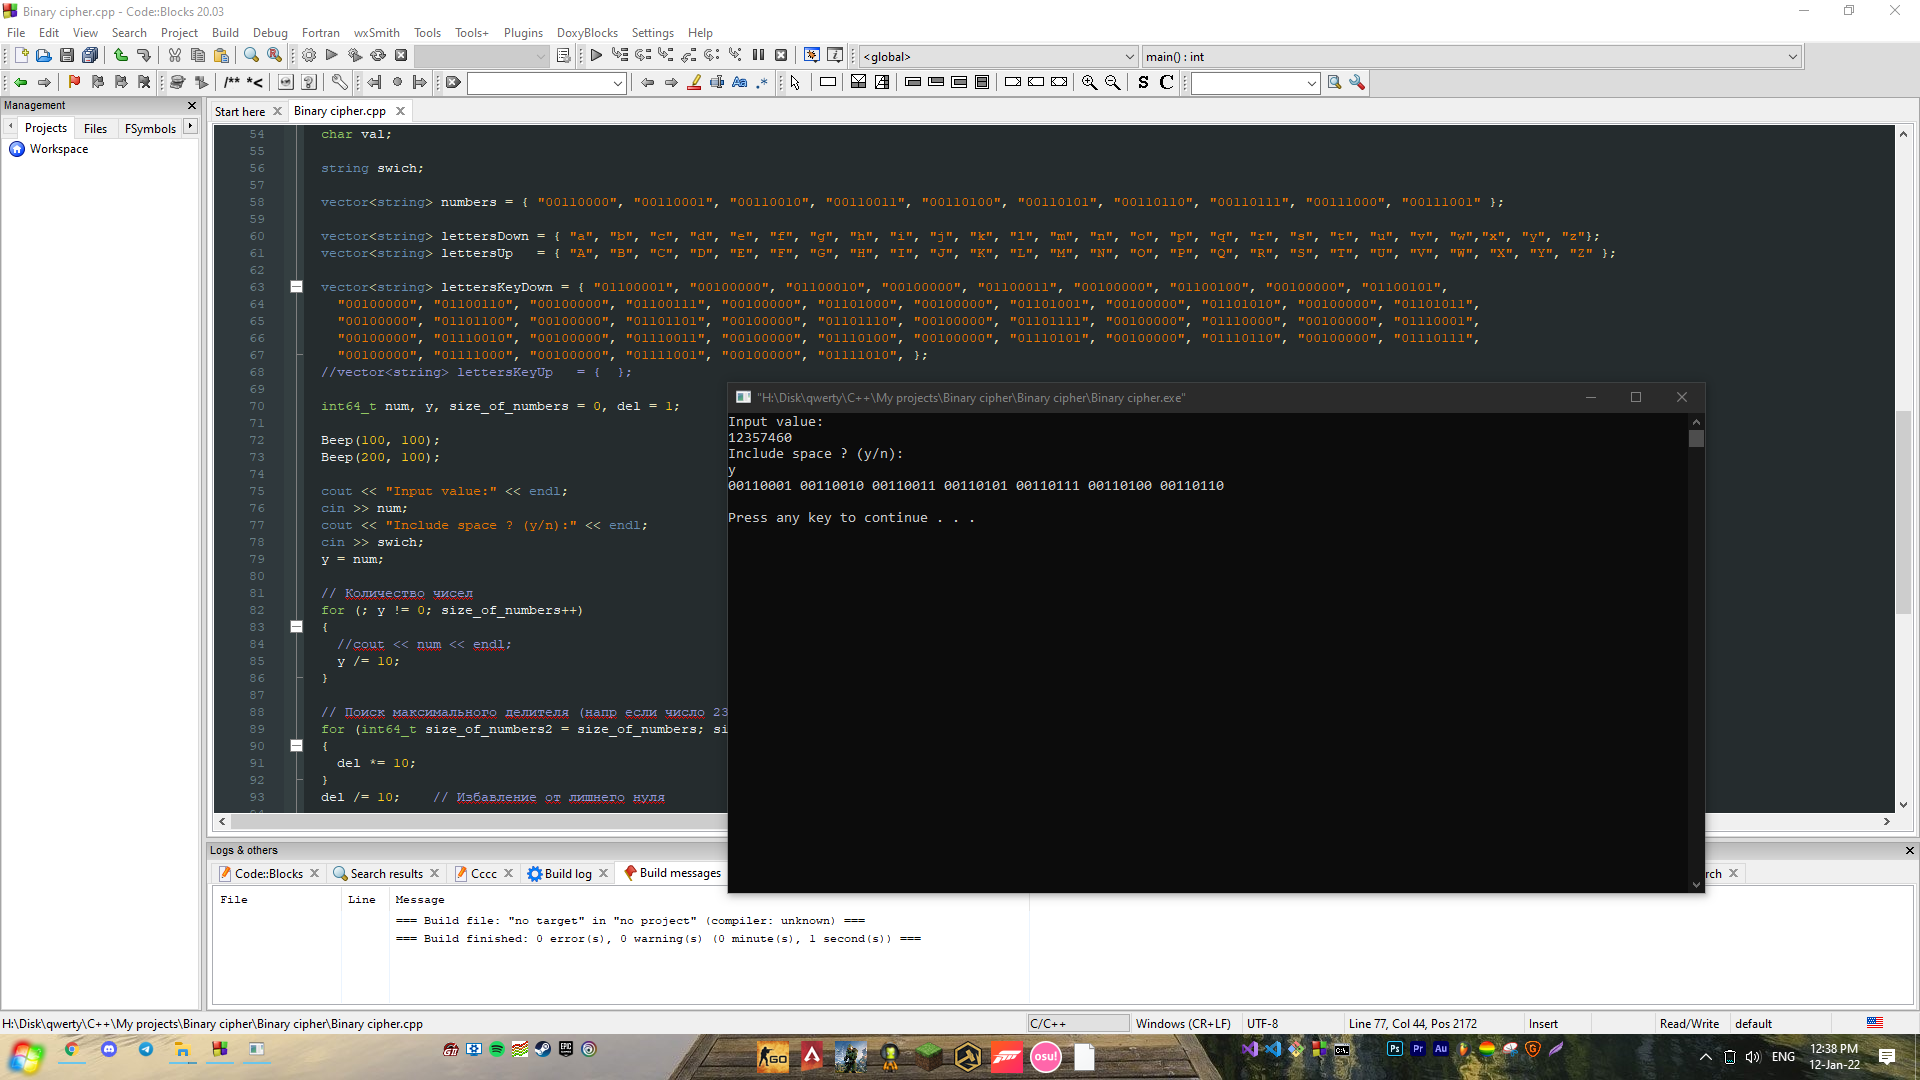 Binary cipher.cpp - Code::Blocks 20.03
File Edit View Search Project Build Debug Fortran wxSmith Tools Tools+ Plugins DoxyBlocks Settings Help
<global> main() : int
/** *< Aa .* S C
Management
Projects Files FSymbols
Workspace
Start here Binary cipher.cpp
54 char val;
55
56 string swich;
57
58 vector<string> numbers = { "00110000", "00110001", "00110010", "00110011", "00110100", "00110101", "00110110", "00110111", "00111000", "00111001" };
59
60 vector<string> lettersDown = { "a", "b", "c", "d", "e", "f", "g", "h", "i", "j", "k", "l", "m", "n", "o", "p", "q", "r", "s", "t", "u", "v", "w","x", "y", "z"};
61 vector<string> lettersUp   = { "A", "B", "C", "D", "E", "F", "G", "H", "I", "J", "K", "L", "M", "N", "O", "P", "Q", "R", "S", "T", "U", "V", "W", "X", "Y", "Z" };
62
63 vector<string> lettersKeyDown = { "01100001", "00100000", "01100010", "00100000", "01100011", "00100000", "01100100", "00100000", "01100101",
64 "00100000", "01100110", "00100000", "01100111", "00100000", "01101000", "00100000", "01101001", "00100000", "01101010", "00100000", "01101011",
65 "00100000", "01101100", "00100000", "01101101", "00100000", "01101110", "00100000", "01101111", "00100000", "01110000", "00100000", "01110001",
66 "00100000", "01110010", "00100000", "01110011", "00100000", "01110100", "00100000", "01110101", "00100000", "01110110", "00100000", "01110111",
67 "00100000", "01111000", "00100000", "01111001", "00100000", "01111010", };
68 //vector<string> lettersKeyUp   = {  };
69
70 int64_t num, y, size_of_numbers = 0, del = 1;
71
72 Beep(100, 100);
73 Beep(200, 100);
74
75 cout << "Input value:" << endl;
76 cin >> num;
77 cout << "Include space ? (y/n):" << endl;
78 cin >> swich;
79 y = num;
80
81 // Количество чисел
82 for (; y != 0; size_of_numbers++)
83 {
84 //cout << num << endl;
85 y /= 10;
86 }
87
88 // Поиск максимального делителя (напр если число 23
89 for (int64_t size_of_numbers2 = size_of_numbers; si
90 {
91 del *= 10;
92 }
93 del /= 10;    // Избавление от лишнего нуля
"H:\Disk\qwerty\C++\My projects\Binary cipher\Binary cipher\Binary cipher.exe"
Input value:
12357460
Include space ? (y/n):
y
00110001 00110010 00110011 00110101 00110111 00110100 00110110
Press any key to continue . . .
Logs & others
Code::Blocks Search results Cccc Build log Build messages rch
File Line Message
=== Build file: "no target" in "no project" (compiler: unknown) ===
=== Build finished: 0 error(s), 0 warning(s) (0 minute(s), 1 second(s)) ===
H:\Disk\qwerty\C++\My projects\Binary cipher\Binary cipher\Binary cipher.cpp C/C++ Windows (CR+LF) UTF-8 Line 77, Col 44, Pos 2172 Insert Read/Write default
EPIC GO osu! Ps Pr Au ENG 12:38 PM
12-Jan-22